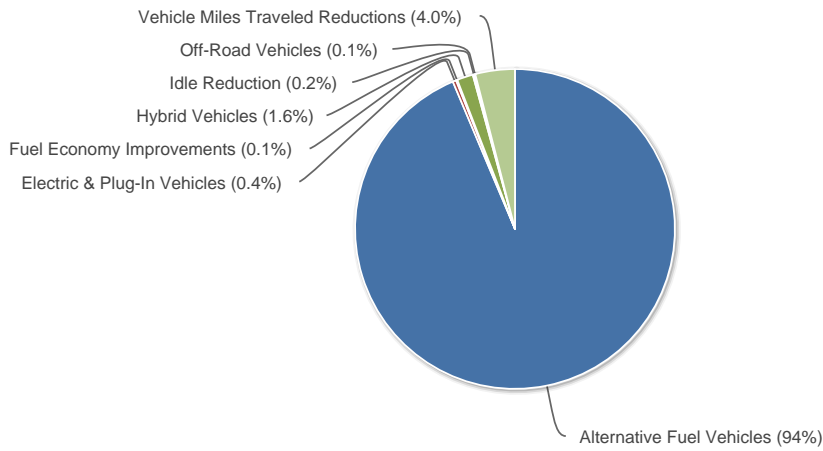 Vehicle Miles Traveled Reductions (4.0%)
Off-Road Vehicles (0.1%)
Idle Reduction (0.2%)
Hybrid Vehicles (1.6%)
Fuel Economy Improvements (0.1%)
Electric & Plug-In Vehicles (0.4%)
Alternative Fuel Vehicles (94%)